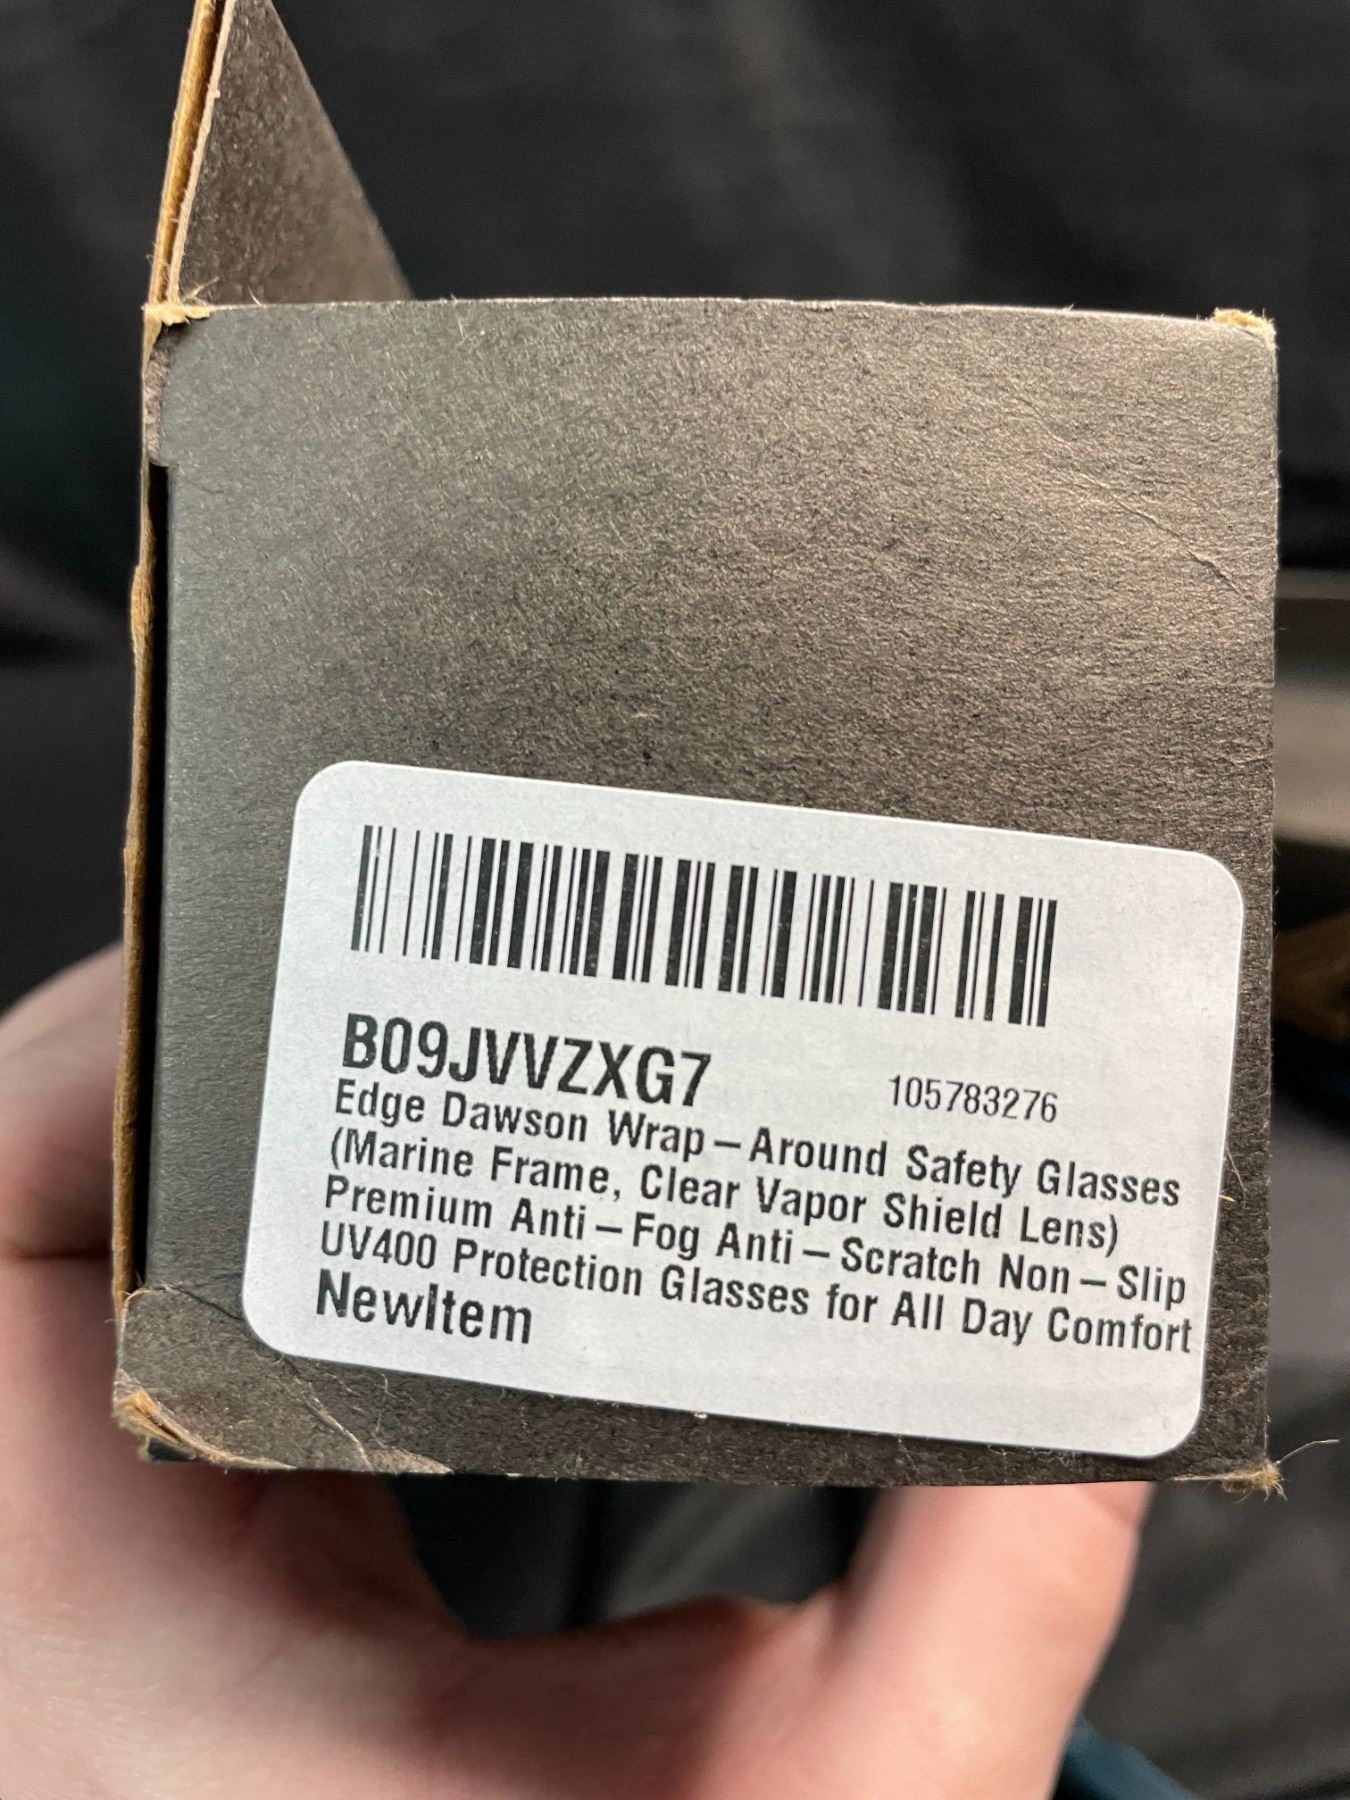 B09JVVZXG7 105783276
Edge Dawson Wrap-Around Safety Glasses
(Marine Frame, Clear Vapor Shield Lens)
Premium Anti-Fog Anti-Scratch Non-Slip
UV400 Protection Glasses for All Day Comfort
NewItem